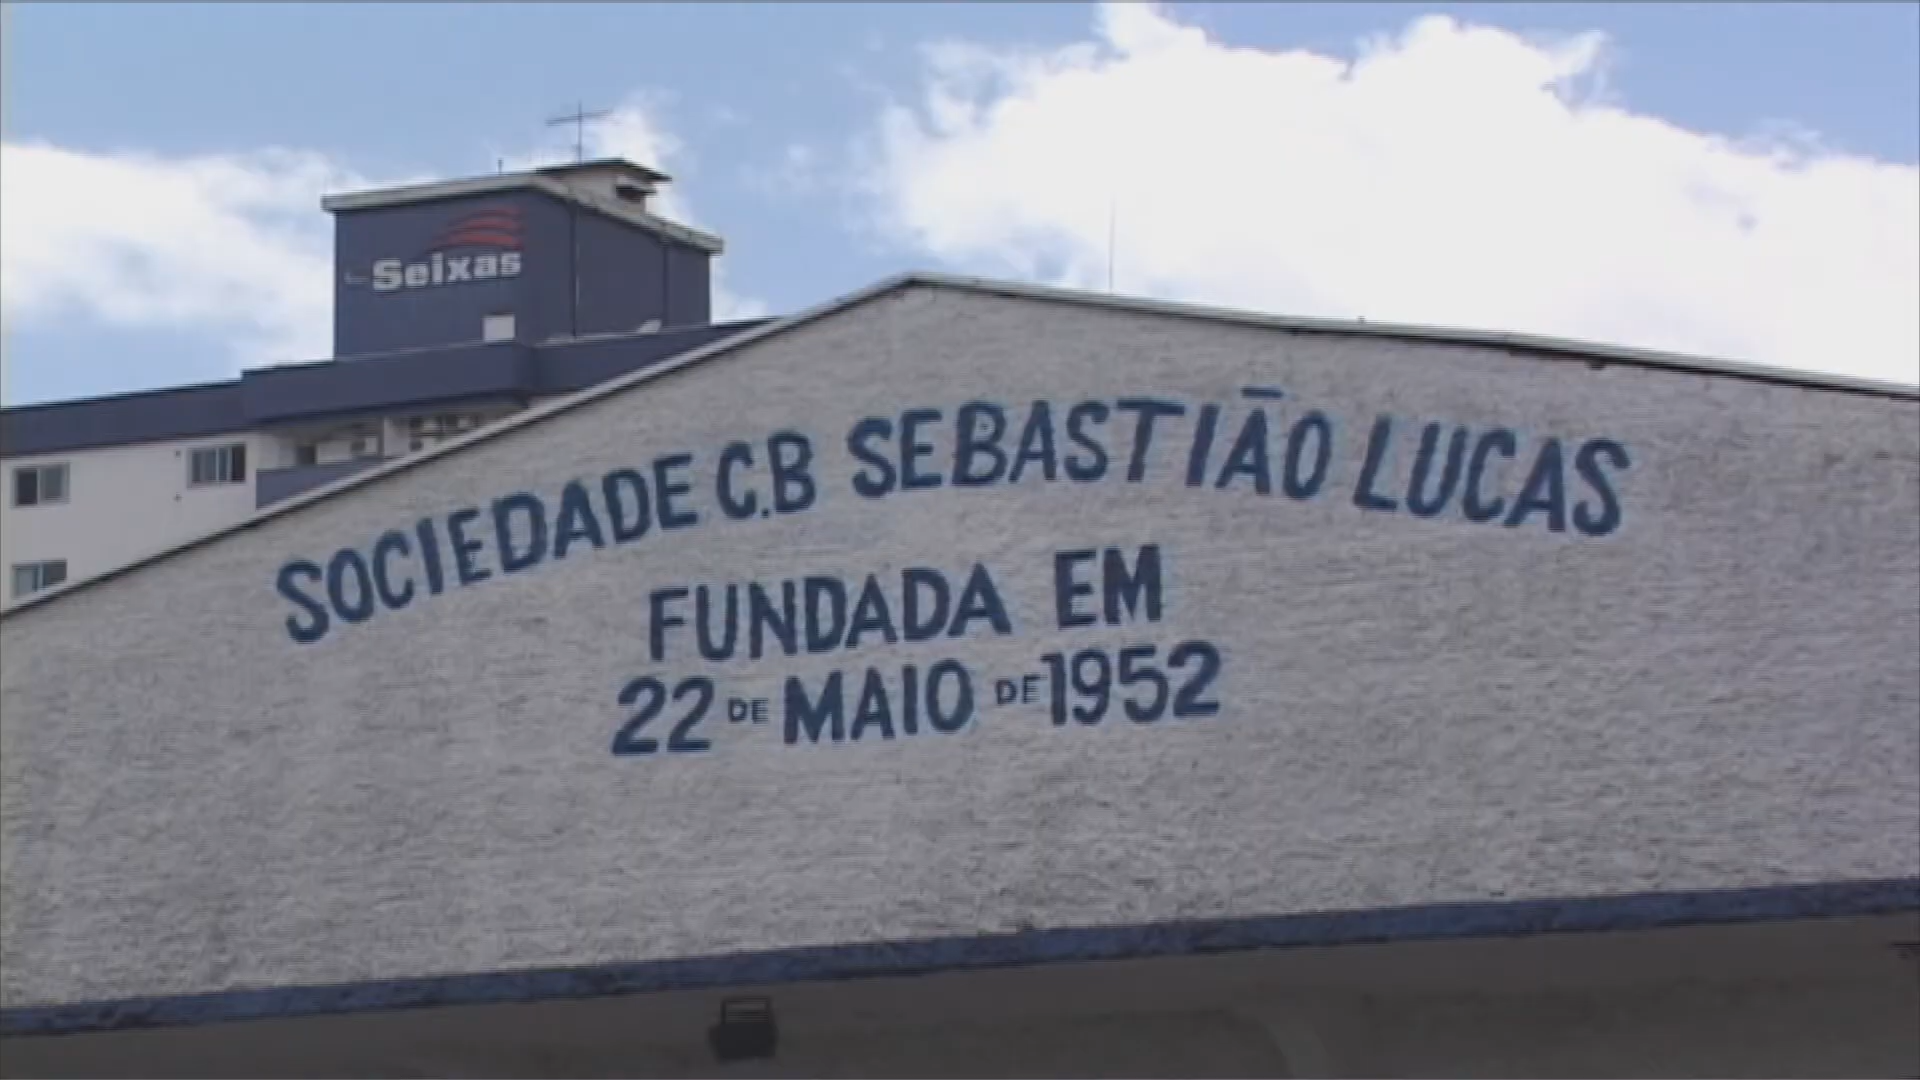 Seixas
SOCIEDADE C.B SEBASTIÃO LUCAS
FUNDADA EM
22 DE MAIO DE 1952